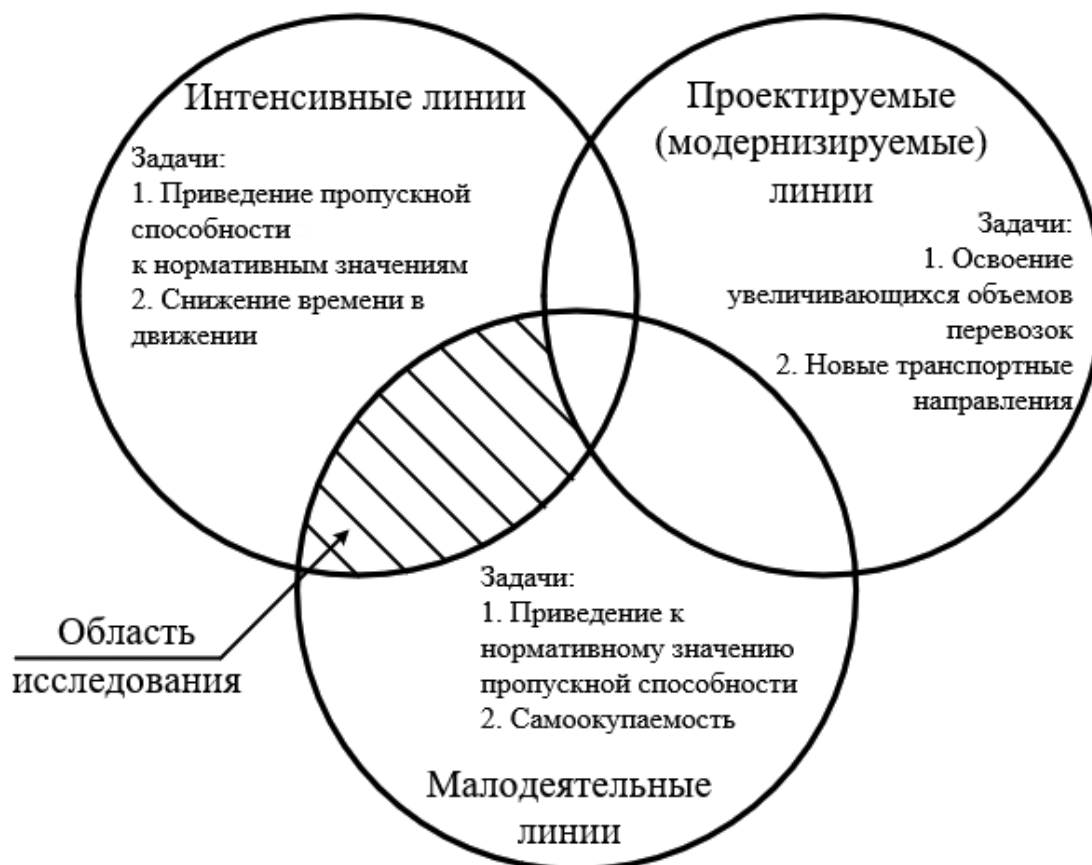 Интенсивные линии
Задачи:
1. Приведение пропускной
способности
к нормативным значениям
2. Снижение времени в
движении
Проектируемые
(модернизируемые)
линии
Задачи:
1. Освоение
увеличивающихся объемов
перевозок
2. Новые транспортные
направления
Область
исследования
Задачи:
1. Приведение к
нормативному значению
пропускной способности
2. Самоокупаемость
Малодеятельные
линии